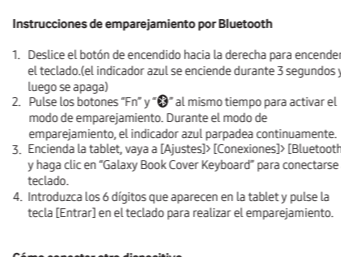 Instrucciones de emparejamiento por Bluetooth
1. Deslice el botón de encendido hacia la derecha para encender
el teclado.(el indicador azul se enciende durante 3 segundos y
luego se apaga)
2. Pulse los botones "Fn" y "" al mismo tiempo para activar el
modo de emparejamiento. Durante el modo de
emparejamiento, el indicador azul parpadea continuamente.
3. Encienda la tablet, vaya a [Ajustes]> [Conexiones]> [Bluetooth
y haga clic en "Galaxy Book Cover Keyboard" para conectarse
teclado.
4. Introduzca los 6 dígitos que aparecen en la tablet y pulse la
tecla [Entrar] en el teclado para realizar el emparejamiento.
Cómo conectar otro dispositivo